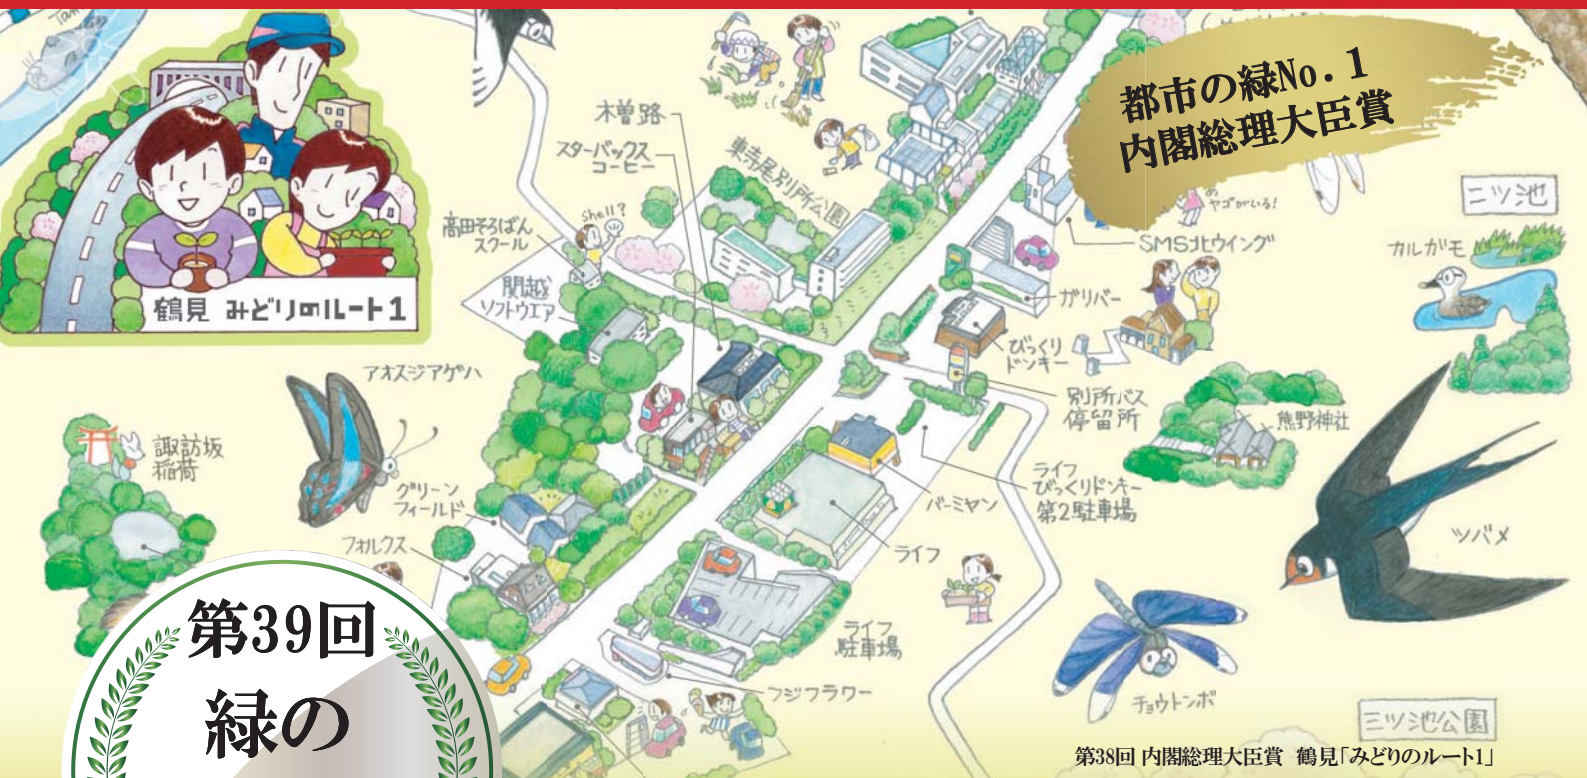 都市の緑No.1
内閣総理大臣賞
鶴見 みどりのルート1
木曽路
スターバックス
コーヒー
東寺尾別所公園
高田そろばん
スクール
shell?
関越
ソフトウエア
ヤゴがいる!
二ツ池
カルガモ
SMS北ウイング
ガリバー
びっくり
ドンキー
別所バス
停留所
熊野神社
アオスジアゲハ
諏訪坂
稲荷
グリーン
フィールド
フォルクス
バーミヤン
ライフ
びっくりドンキー
第2駐車場
ツバメ
ライフ
ライフ
駐車場
フジフラワー
チョウトンボ
三ツ池公園
第39回
緑の
第38回 内閣総理大臣賞 鶴見「みどりのルート1」